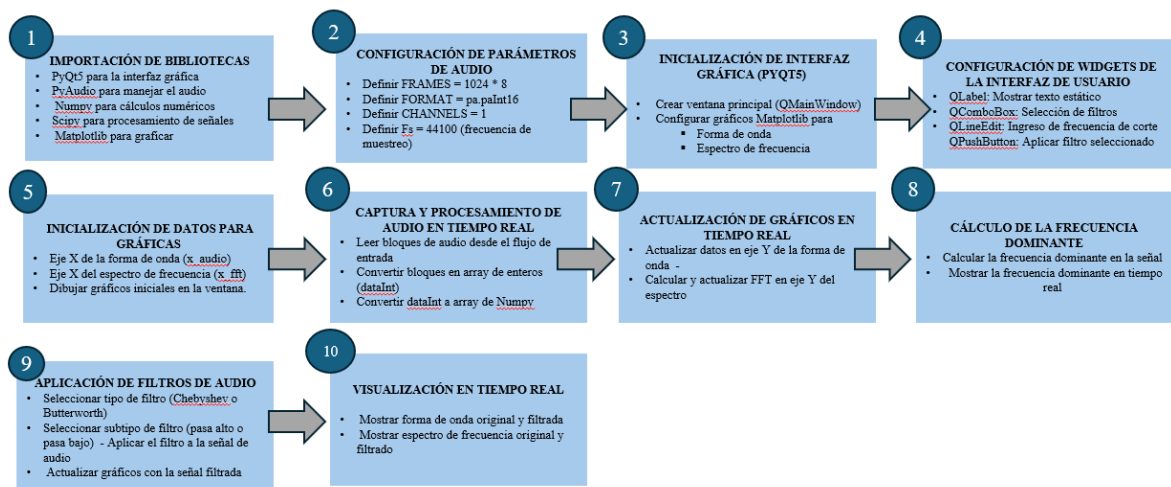 1
IMPORTACIÓN DE BIBLIOTECAS
• PyQt5 para la interfaz gráfica
• PyAudio para manejar el audio
• Numpy para cálculos numéricos
• Scipy para procesamiento de señales
• Matplotlib para graficar
2
CONFIGURACIÓN DE PARÁMETROS
DE AUDIO
• Definir FRAMES = 1024 * 8
• Definir FORMAT = pa.paInt16
• Definir CHANNELS = 1
• Definir Fs = 44100 (frecuencia de
muestreo)
3
INICIALIZACIÓN DE INTERFAZ
GRÁFICA (PYQT5)
• Crear ventana principal (QMainWindow)
• Configurar gráficos Matplotlib para
▪ Forma de onda
▪ Espectro de frecuencia
4
CONFIGURACIÓN DE WIDGETS DE
LA INTERFAZ DE USUARIO
• QLabel: Mostrar texto estático
• QComboBox: Selección de filtros
• QLineEdit: Ingreso de frecuencia de corte
QPushButton: Aplicar filtro seleccionado
5
INICIALIZACIÓN DE DATOS PARA
GRÁFICAS
• Eje X de la forma de onda (x_audio)
• Eje X del espectro de frecuencia (x_fft)
• Dibujar gráficos iniciales en la ventana.
6
CAPTURA Y PROCESAMIENTO DE
AUDIO EN TIEMPO REAL
• Leer bloques de audio desde el flujo de
entrada
• Convertir bloques en array de enteros
(dataInt)
• Convertir dataInt a array de Numpy
7
ACTUALIZACIÓN DE GRÁFICOS EN
TIEMPO REAL
• Actualizar datos en eje Y de la forma de
onda -
• Calcular y actualizar FFT en eje Y del
espectro
8
CÁLCULO DE LA FRECUENCIA
DOMINANTE
• Calcular la frecuencia dominante en la señal
• Mostrar la frecuencia dominante en tiempo
real
9
APLICACIÓN DE FILTROS DE AUDIO
• Seleccionar tipo de filtro (Chebyshev o
Butterworth)
• Seleccionar subtipo de filtro (pasa alto o
pasa bajo) - Aplicar el filtro a la señal de
audio
• Actualizar gráficos con la señal filtrada
10
VISUALIZACIÓN EN TIEMPO REAL
• Mostrar forma de onda original y filtrada
• Mostrar espectro de frecuencia original y
filtrado